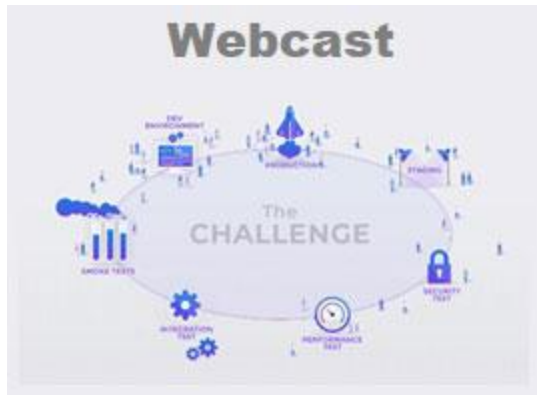 Webcast
DEV
ENVIRONMENT
PRODUCTION
STAGING
The
CHALLENGE
SMOKE TESTS
SECURITY
TEST
INTEGRATION
TEST
PERFORMANCE
TEST